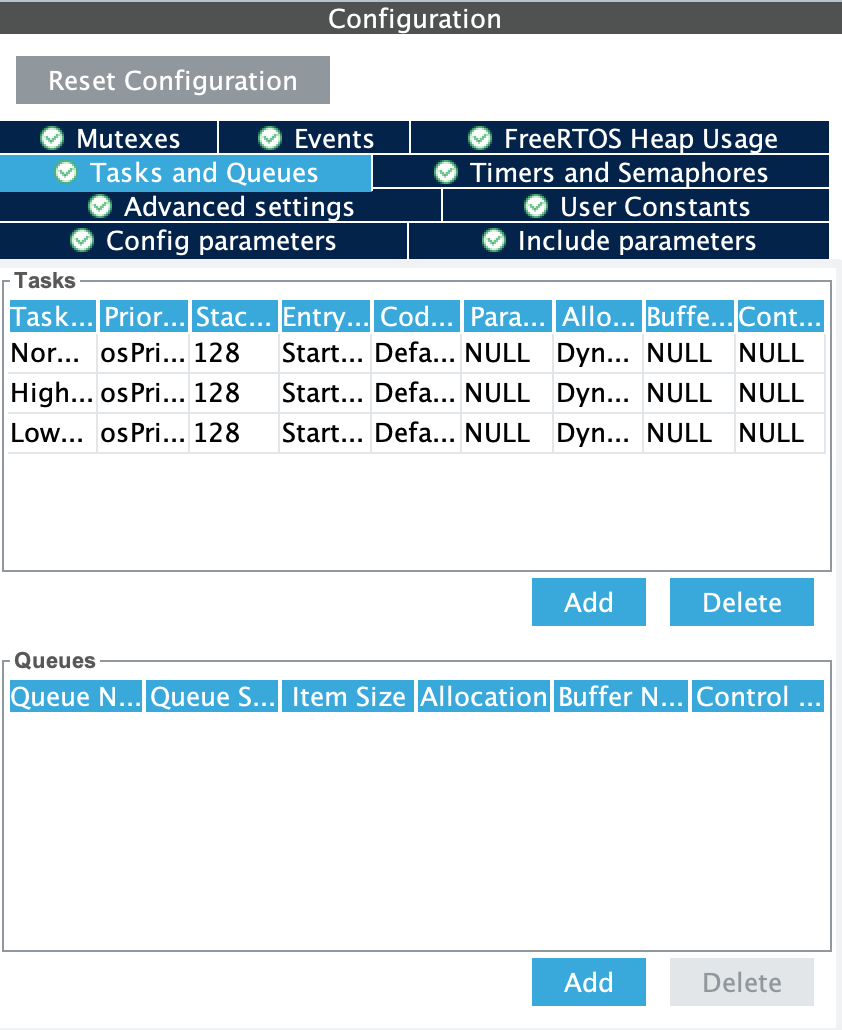 Configuration
Reset Configuration
Mutexes Events FreeRTOS Heap Usage
Tasks and Queues Timers and Semaphores
Advanced settings User Constants
Config parameters Include parameters
Tasks
Task... Prior... Stac... Entry... Cod... Para... Allo... Buffe... Cont...
Nor... osPri... 128 Start... Defa... NULL Dyn... NULL NULL
High... osPri... 128 Start... Defa... NULL Dyn... NULL NULL
Low... osPri... 128 Start... Defa... NULL Dyn... NULL NULL
Add Delete
Queues
Queue N... Queue S... Item Size Allocation Buffer N... Control ...
Add Delete